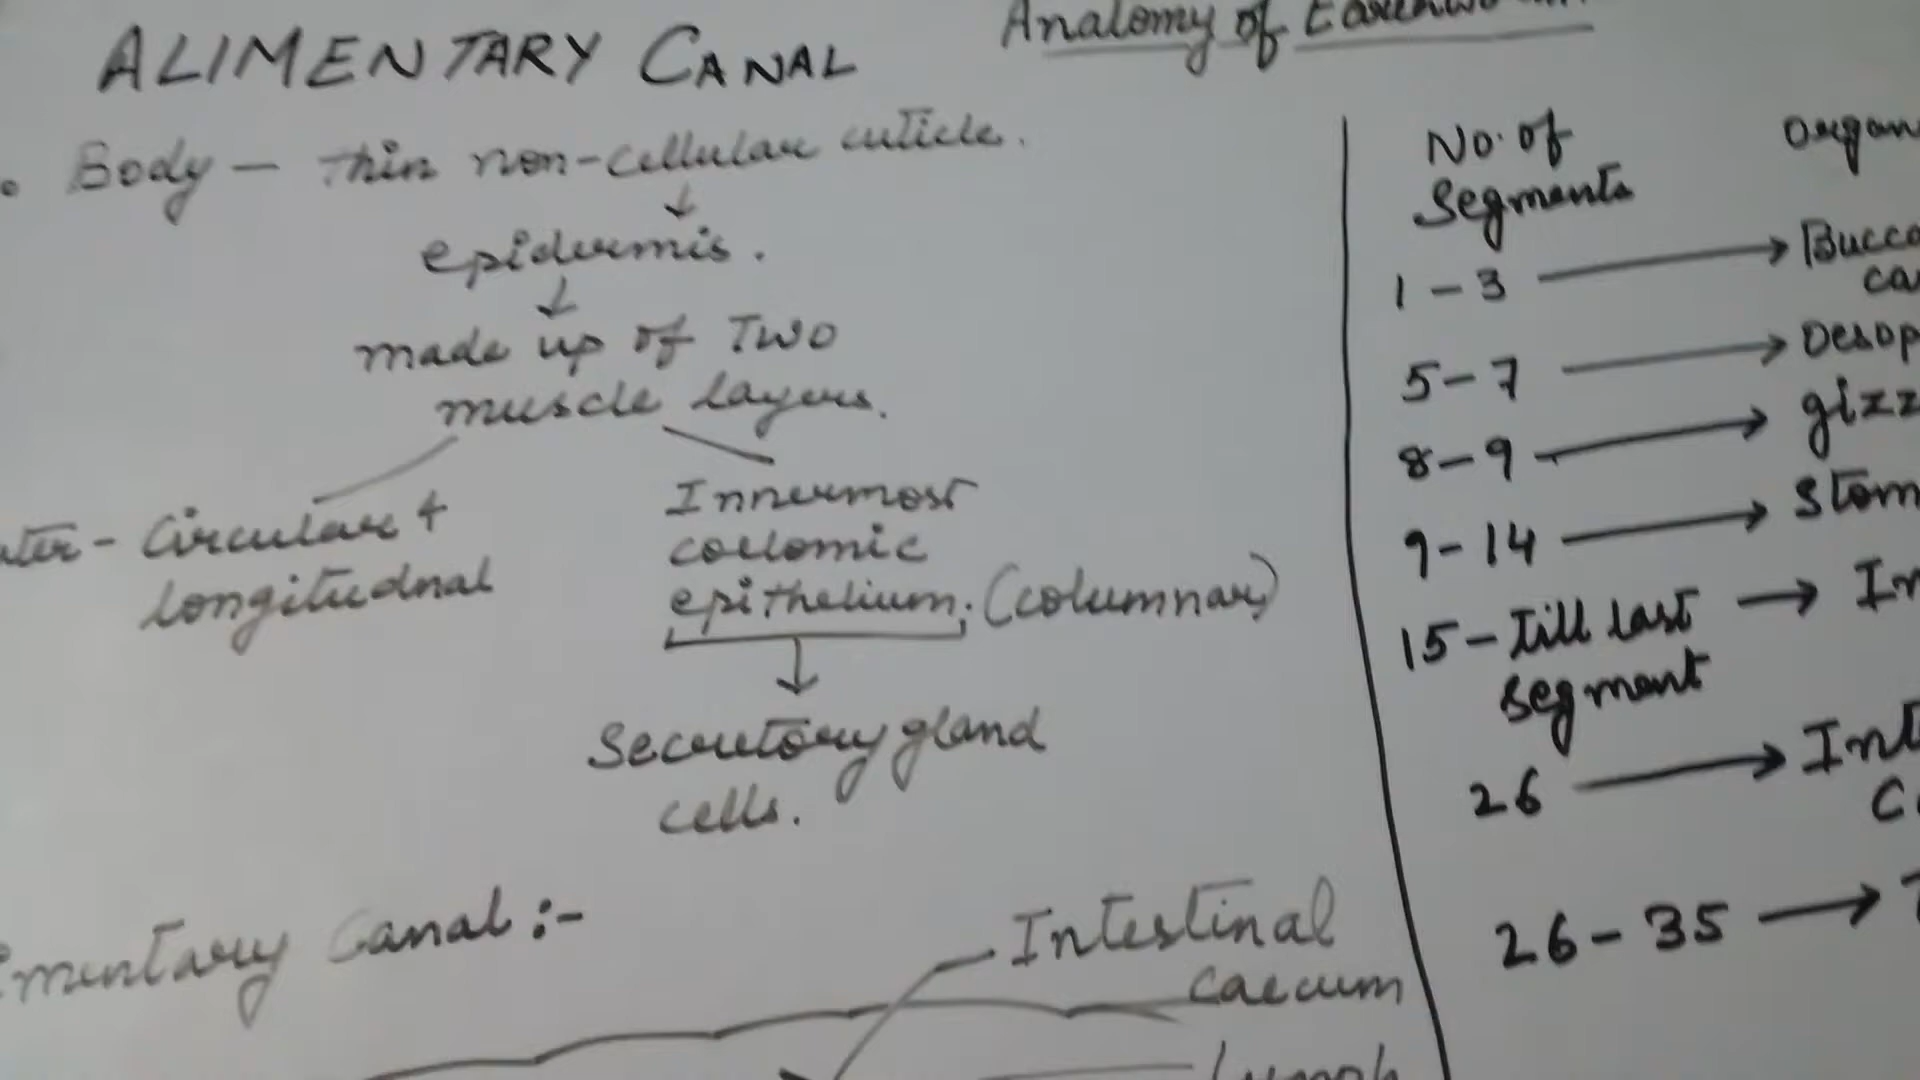 ALIMENTARY CANAL
Anatomy of
Body – Thin non-cellular cuticle.
↓
epidermis.
↓
made up of Two
muscle layers.
– Circular +
longitudnal
Innermost
coelomic
epithelium. (columnar)
↓
Secretory gland
cells.
Canal :-
Intestinal
caecum
No. of
Segments
1 – 3 →
5 – 7 →
8 – 9 →
9 – 14 →
15 – Till last →
segment
26 →
26 – 35 →